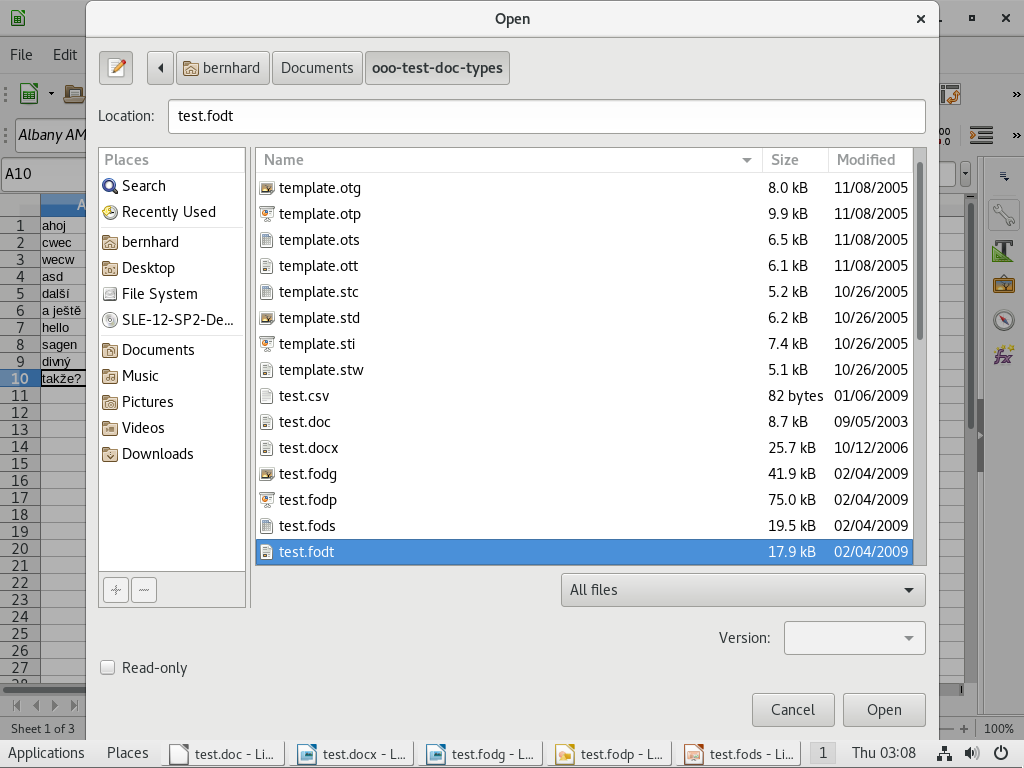 Open
File Edit
bernhard Documents ooo-test-doc-types
Location: test.fodt
Albany AM
A10
Places
Search
Recently Used
bernhard
Desktop
File System
SLE-12-SP2-De...
Documents
Music
Pictures
Videos
Downloads
Name Size Modified
template.otg 8.0 kB 11/08/2005
template.otp 9.9 kB 11/08/2005
template.ots 6.5 kB 11/08/2005
template.ott 6.1 kB 11/08/2005
template.stc 5.2 kB 10/26/2005
template.std 6.2 kB 10/26/2005
template.sti 7.4 kB 10/26/2005
template.stw 5.1 kB 10/26/2005
test.csv 82 bytes 01/06/2009
test.doc 8.7 kB 09/05/2003
test.docx 25.7 kB 10/12/2006
test.fodg 41.9 kB 02/04/2009
test.fodp 75.0 kB 02/04/2009
test.fods 19.5 kB 02/04/2009
test.fodt 17.9 kB 02/04/2009
1 ahoj
2 cwec
3 wecw
4 asd
5 další
6 a ještě
7 hello
8 sagen
9 divný
10 takže?
11
12
13
14
15
16
17
18
19
20
21
22
23
24
25
26
27
All files
Version:
Read-only
Cancel Open
Sheet 1 of 3 100%
Applications Places test.doc - Li... test.docx - L... test.fodg - L... test.fodp - L... test.fods - Li... 1 Thu 03:08